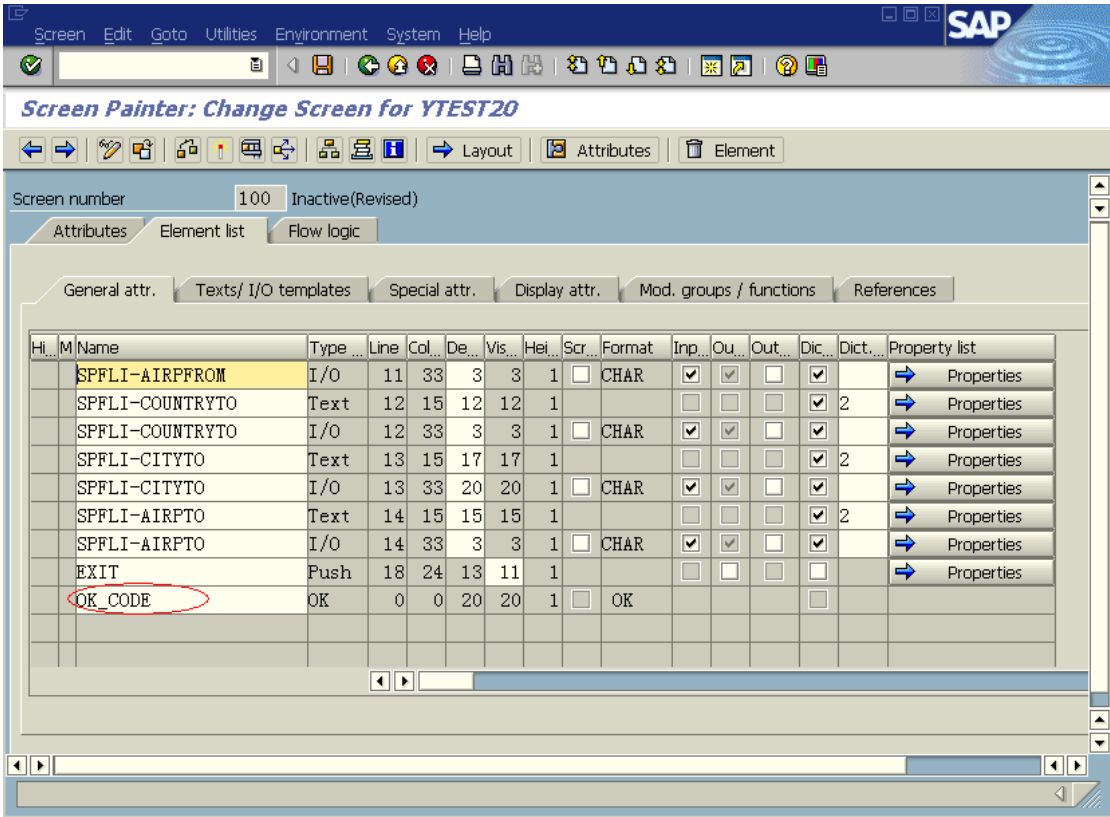 Screen Edit Goto Utilities Environment System Help
SAP
Screen Painter: Change Screen for YTEST20
Layout Attributes Element
Screen number 100 Inactive(Revised)
Attributes Element list Flow logic
General attr. Texts/ I/O templates Special attr. Display attr. Mod. groups / functions References
Hi... M Name Type ... Line Col... De... Vis... Hei... Scr... Format Inp... Ou... Out... Dic... Dict.... Property list
SPFLI-AIRPFROM I/O 11 33 3 3 1 CHAR Properties
SPFLI-COUNTRYTO Text 12 15 12 12 1 2 Properties
SPFLI-COUNTRYTO I/O 12 33 3 3 1 CHAR Properties
SPFLI-CITYTO Text 13 15 17 17 1 2 Properties
SPFLI-CITYTO I/O 13 33 20 20 1 CHAR Properties
SPFLI-AIRPTO Text 14 15 15 15 1 2 Properties
SPFLI-AIRPTO I/O 14 33 3 3 1 CHAR Properties
EXIT Push 18 24 13 11 1 Properties
OK_CODE OK 0 0 20 20 1 OK